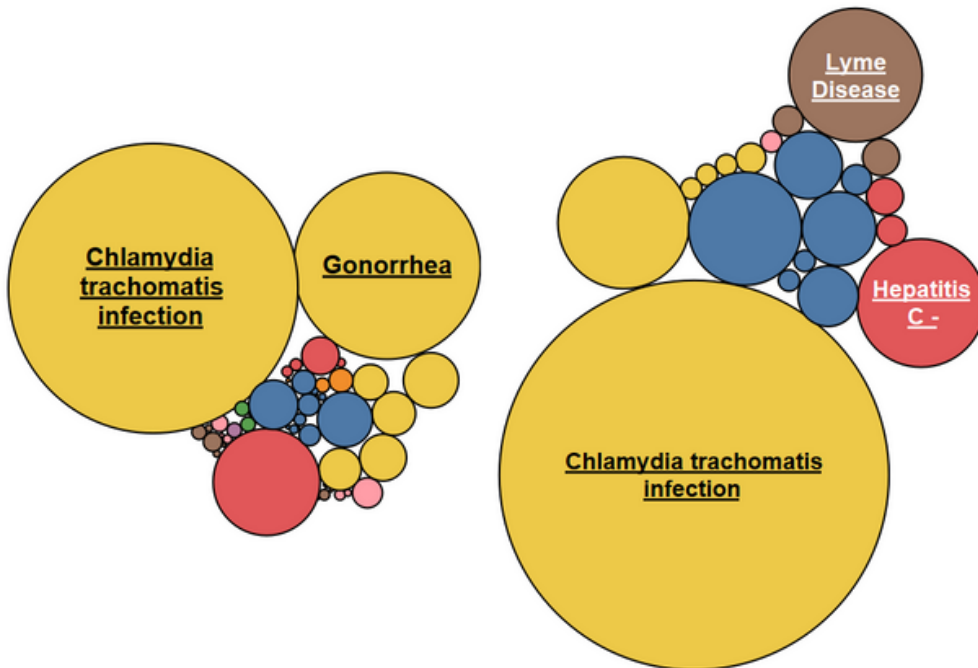 Chlamydia
trachomatis
infection
Gonorrhea
Lyme
Disease
Hepatitis
C -
Chlamydia trachomatis
infection